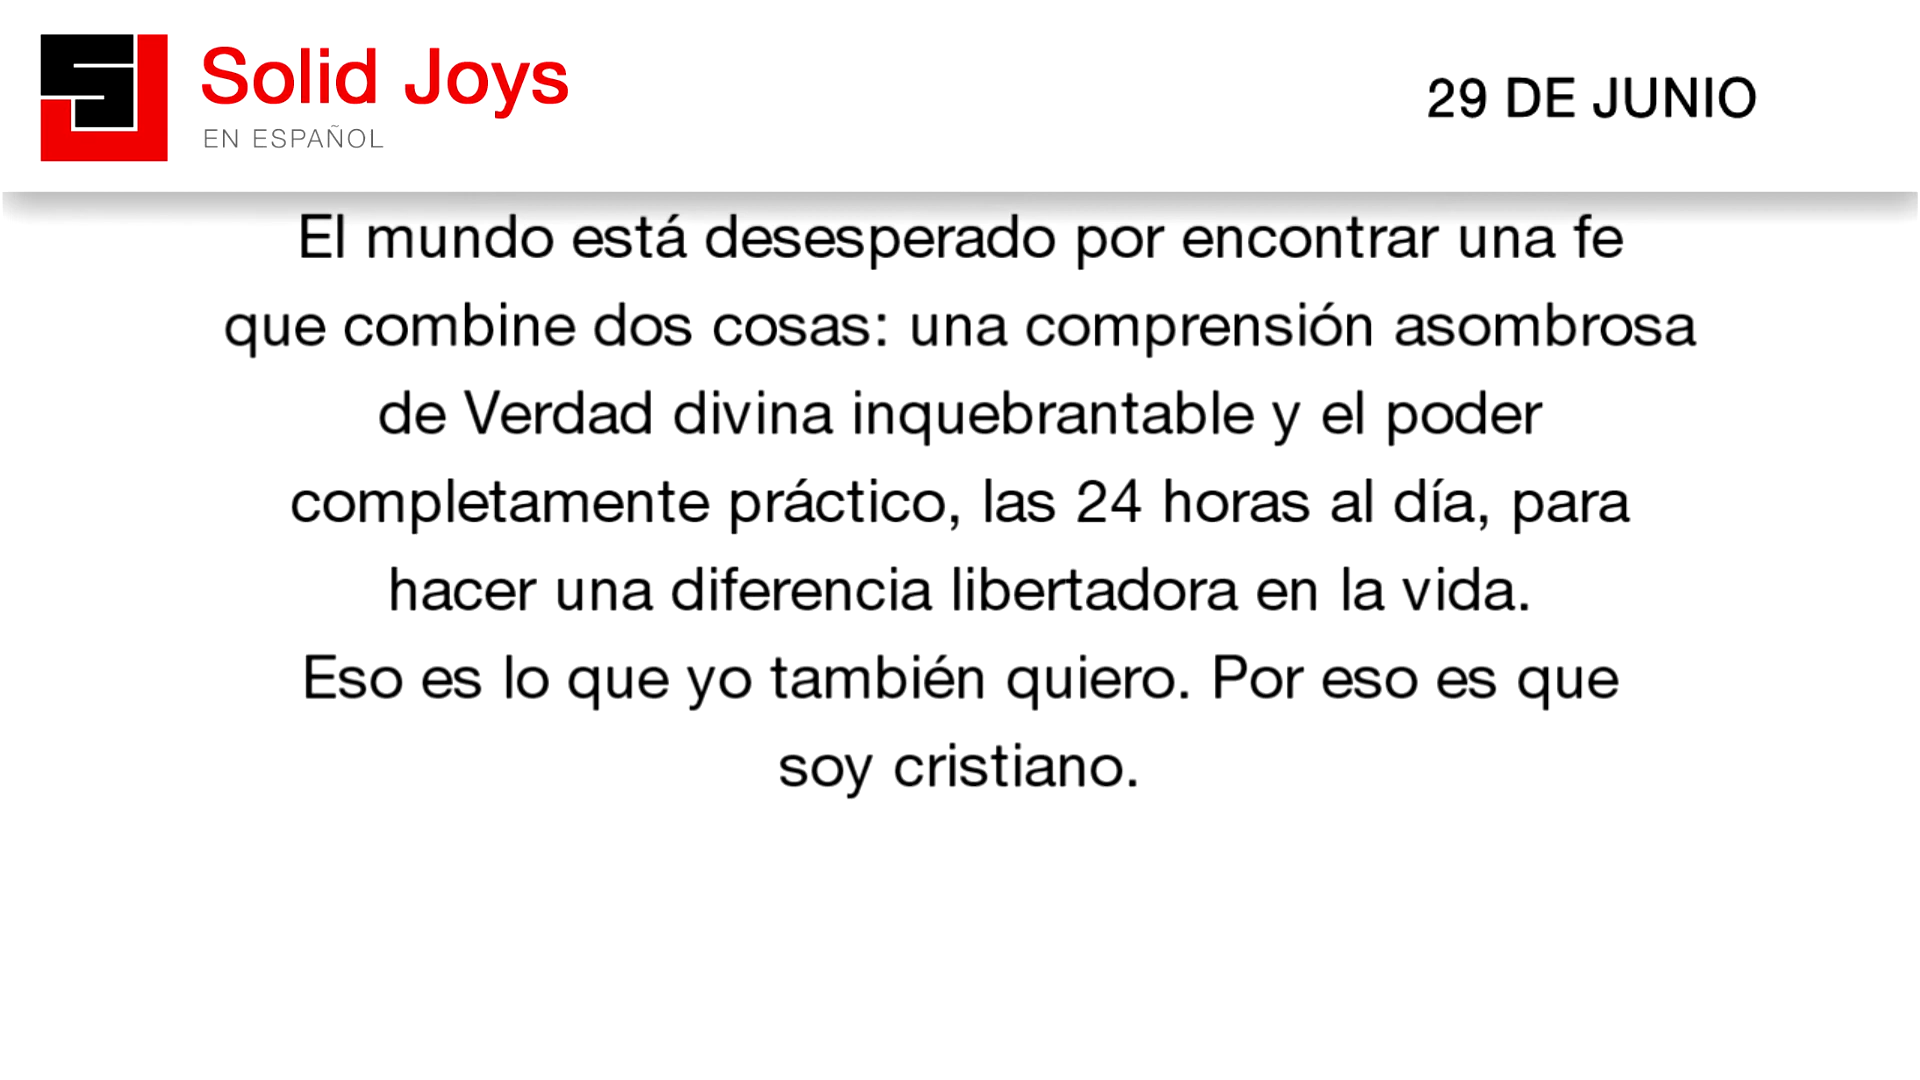 Solid Joys
EN ESPAÑOL
29 DE JUNIO
El mundo está desesperado por encontrar una fe
que combine dos cosas: una comprensión asombrosa
de Verdad divina inquebrantable y el poder
completamente práctico, las 24 horas al día, para
hacer una diferencia libertadora en la vida.
Eso es lo que yo también quiero. Por eso es que
soy cristiano.